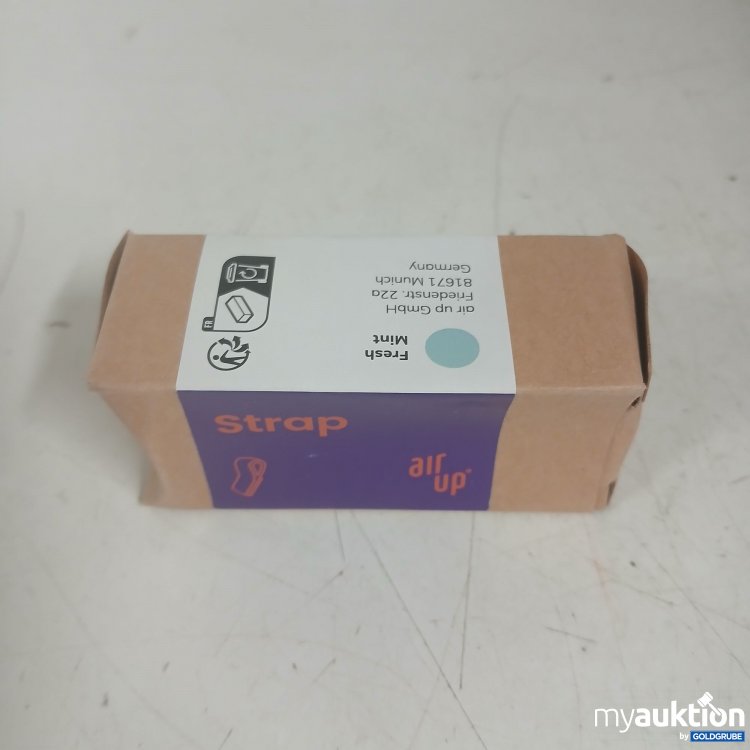 Fresh
Mint
air up GmbH
Friedenstr. 22a
81671 Munich
Germany
FR
Strap
air
up®
myauktion
by GOLDGRUBE